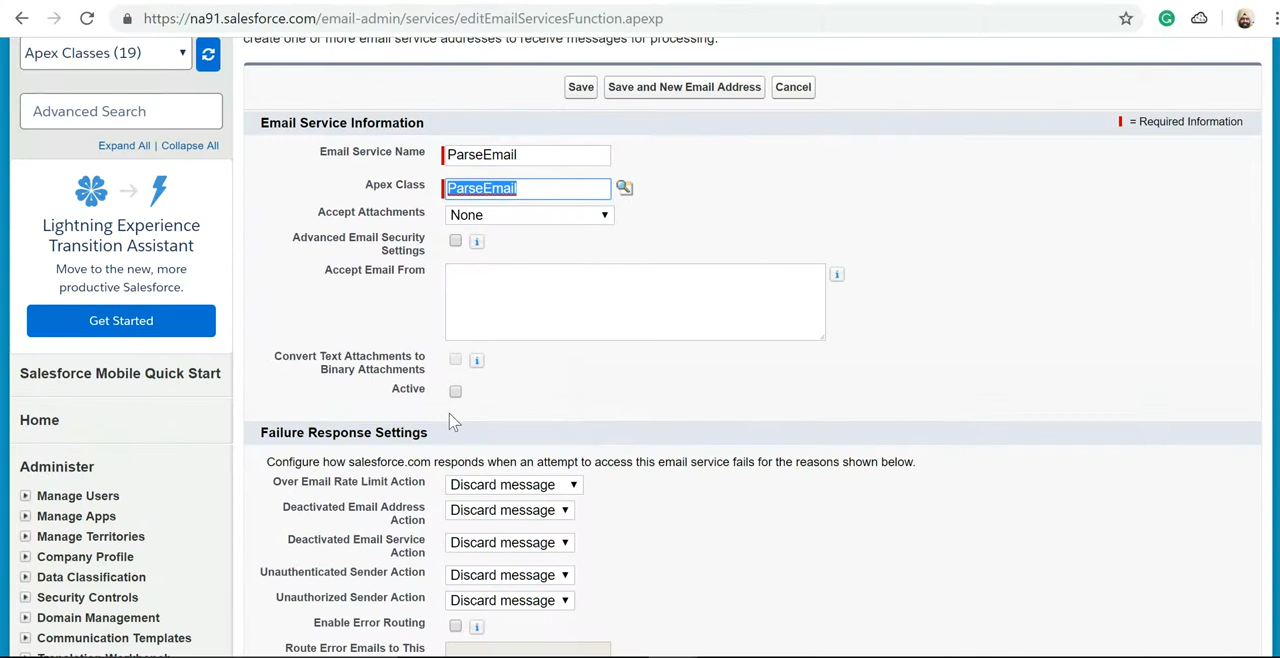 https://na91.salesforce.com/email-admin/services/editEmailServicesFunction.apexp
Apex Classes (19)
Advanced Search
Expand All | Collapse All
Lightning Experience
Transition Assistant
Move to the new, more
productive Salesforce.
Get Started
Salesforce Mobile Quick Start
Home
Administer
Manage Users
Manage Apps
Manage Territories
Company Profile
Data Classification
Security Controls
Domain Management
Communication Templates
Translation Workbench
create one or more email service addresses to receive messages for processing.
Save
Save and New Email Address
Cancel
Email Service Information
= Required Information
Email Service Name
ParseEmail
Apex Class
ParseEmail
Accept Attachments
None
Advanced Email Security
Settings
Accept Email From
Convert Text Attachments to
Binary Attachments
Active
Failure Response Settings
Configure how salesforce.com responds when an attempt to access this email service fails for the reasons shown below.
Over Email Rate Limit Action
Discard message
Deactivated Email Address
Action
Discard message
Deactivated Email Service
Action
Discard message
Unauthenticated Sender Action
Discard message
Unauthorized Sender Action
Discard message
Enable Error Routing
Route Error Emails to This